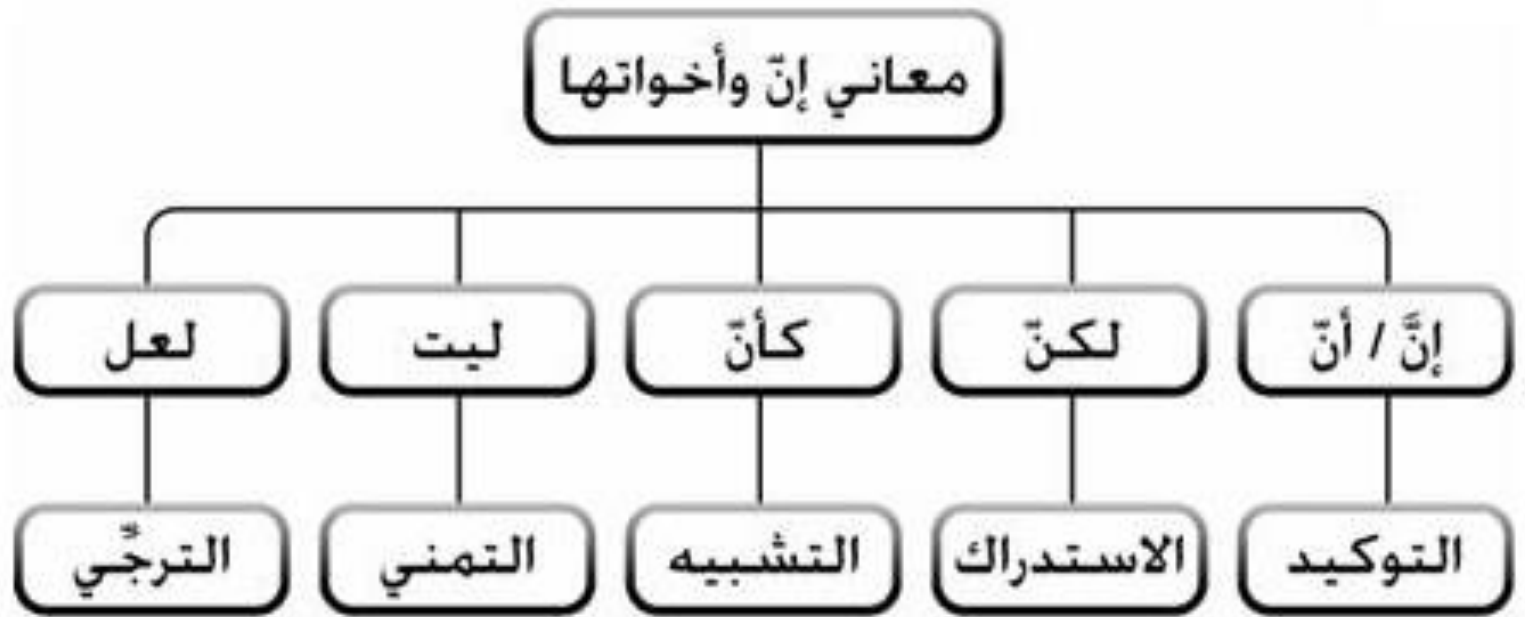 معاني إنّ وأخواتها
إنَّ / أنّ
لكنّ
كأنّ
ليت
لعل
التوكيد
الاستدراك
التشبيه
التمني
الترجّي